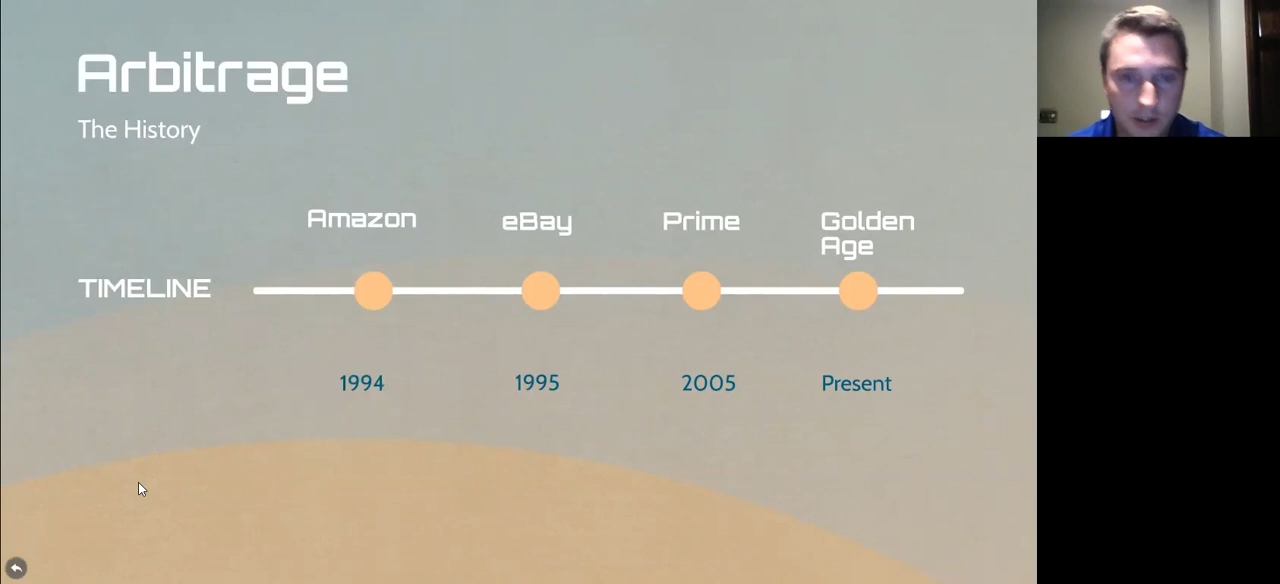 Arbitrage
The History
Amazon
eBay
Prime
Golden
Age
TIMELINE
1994
1995
2005
Present